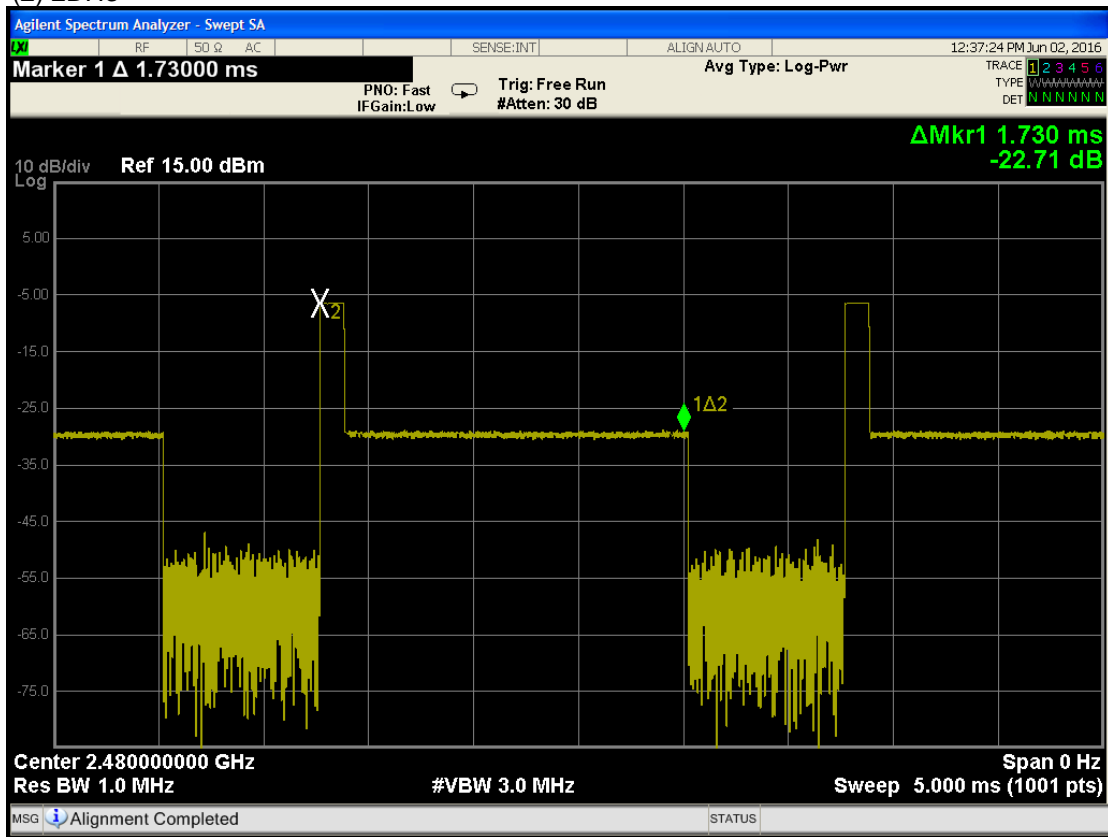 Agilent Spectrum Analyzer - Swept SA
LXI RF 50 Ω AC SENSE:INT ALIGNAUTO 12:37:24 PM Jun 02, 2016
Marker 1 Δ 1.73000 ms
PNO: Fast
IFGain:Low
Trig: Free Run
#Atten: 30 dB
Avg Type: Log-Pwr
TRACE 1 2 3 4 5 6
TYPE
DET N N N N N N
ΔMkr1 1.730 ms
-22.71 dB
10 dB/div Ref 15.00 dBm
Log
5.00
-5.00
X2
-15.0
-25.0
1Δ2
-35.0
-45.0
-55.0
-65.0
-75.0
Center 2.480000000 GHz Span 0 Hz
Res BW 1.0 MHz #VBW 3.0 MHz Sweep 5.000 ms (1001 pts)
MSG Alignment Completed STATUS